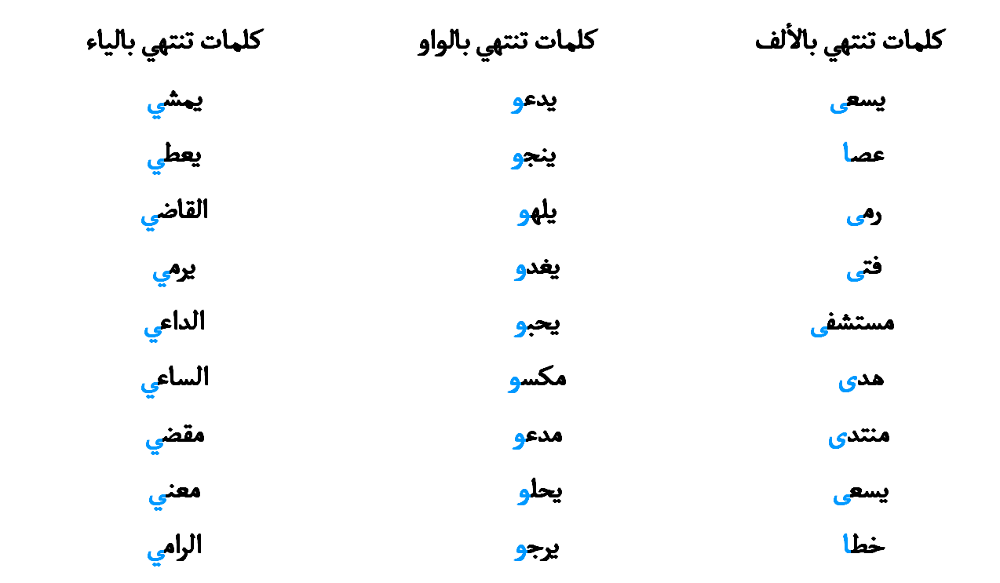 كلمات تنتهي بالألف كلمات تنتهي بالواو كلمات تنتهي بالياء
يسعى يدعو يمشي
عصا ينجو يعطي
رمى يلهو القاضي
فتى يغدو يرمي
مستشفى يحبو الداعي
هدى مكسو الساعي
منتدى مدعو مقضي
يسعى يحلو معني
خطا يرجو الرامي